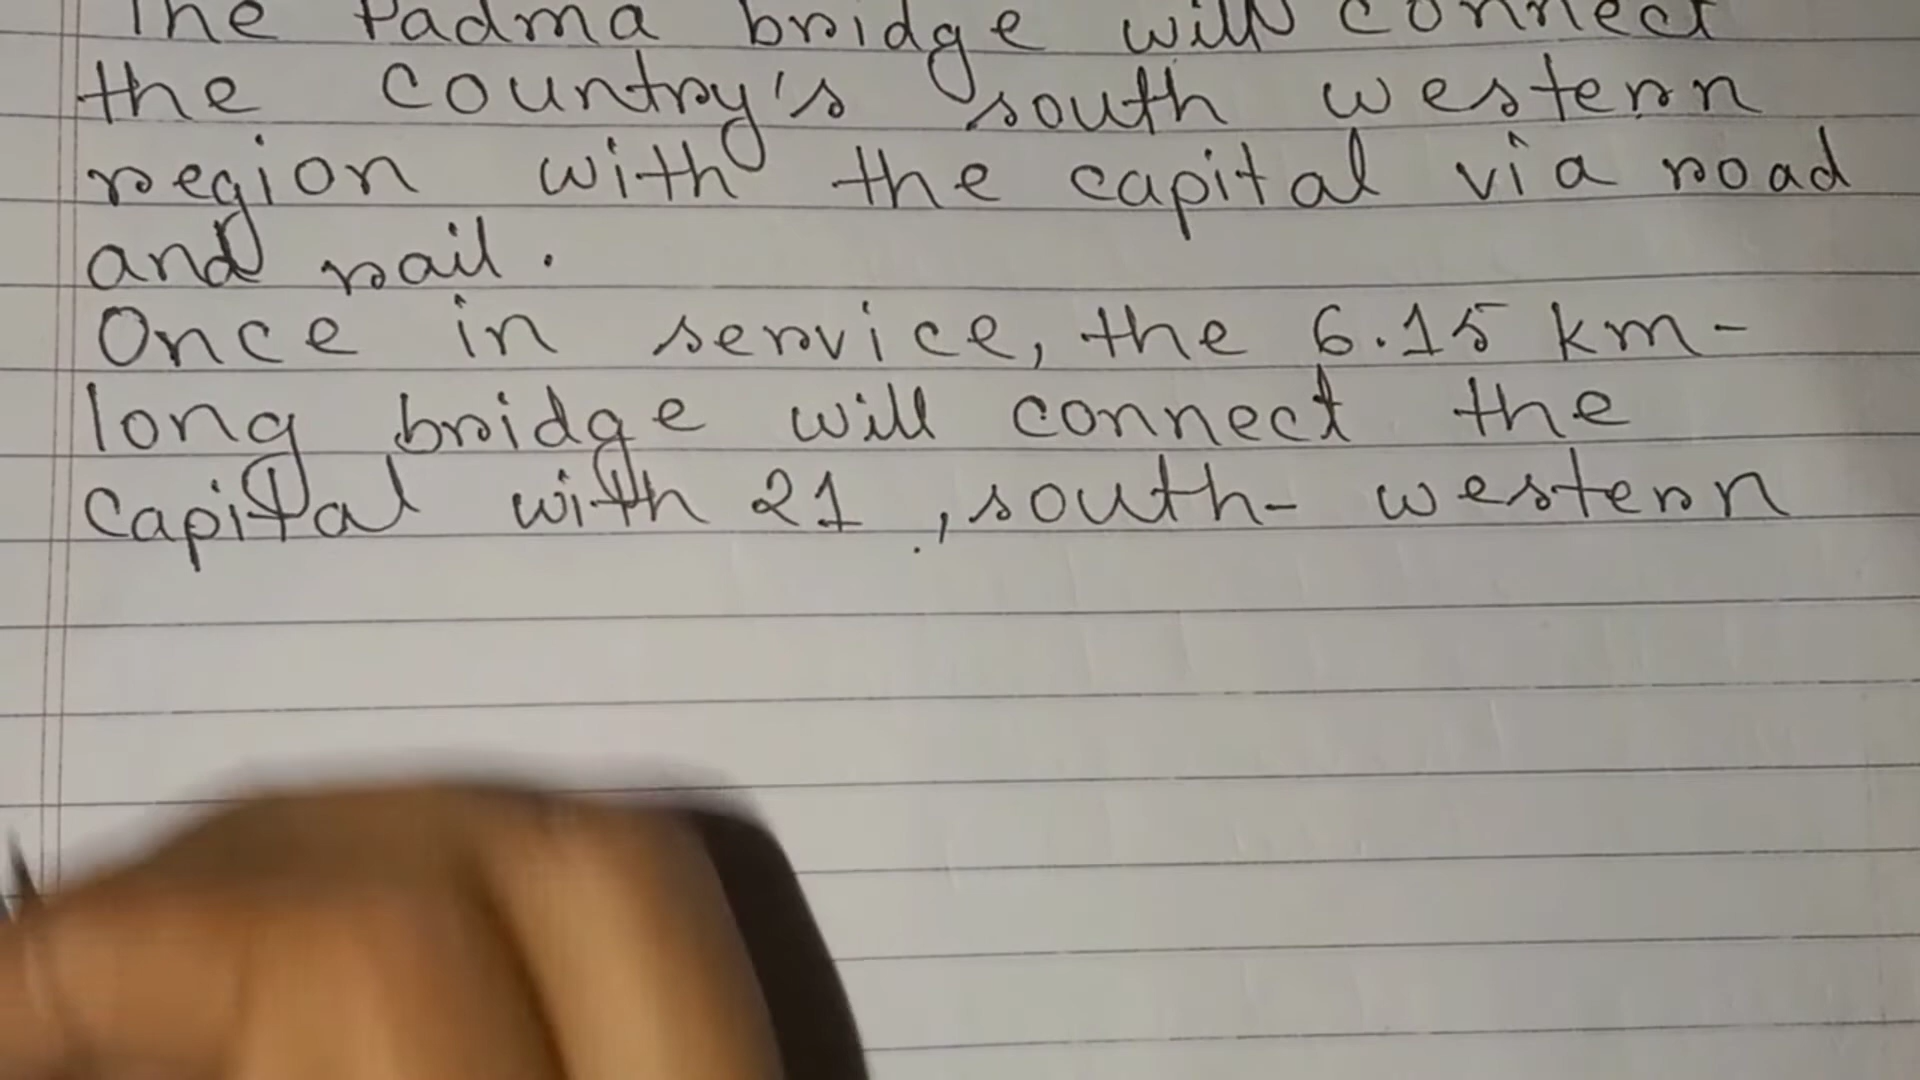 The Padma bridge will connect
the country's south western
region with the capital via road
and rail.
Once in service, the 6.15 km-
long bridge will connect the
capital with 21, south- western